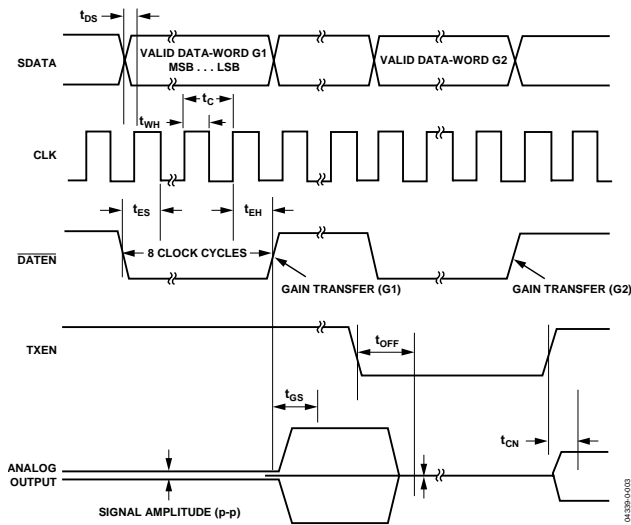 tDS
SDATA
VALID DATA-WORD G1
MSB . . . LSB
VALID DATA-WORD G2
tC
tWH
CLK
tES
tEH
DATEN
8 CLOCK CYCLES
GAIN TRANSFER (G1)
GAIN TRANSFER (G2)
TXEN
tOFF
tGS
tCN
ANALOG
OUTPUT
SIGNAL AMPLITUDE (p-p)
04339-0-003